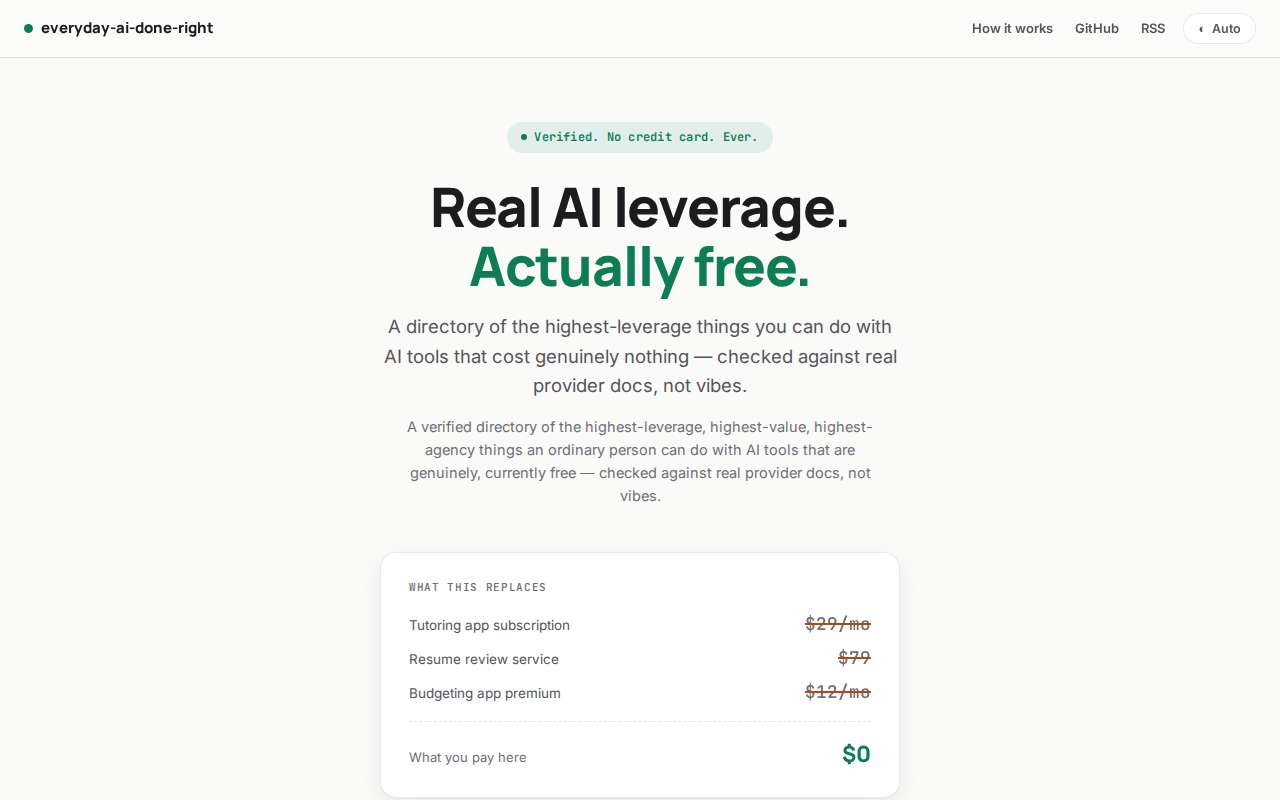 everyday-ai-done-right
How it works
GitHub
RSS
Auto
Verified. No credit card. Ever.
Real AI leverage.
Actually free.
A directory of the highest-leverage things you can do with
AI tools that cost genuinely nothing — checked against real
provider docs, not vibes.
A verified directory of the highest-leverage, highest-value, highest-
agency things an ordinary person can do with AI tools that are
genuinely, currently free — checked against real provider docs, not
vibes.
WHAT THIS REPLACES
Tutoring app subscription $29/mo
Resume review service $79
Budgeting app premium $12/mo
What you pay here $0